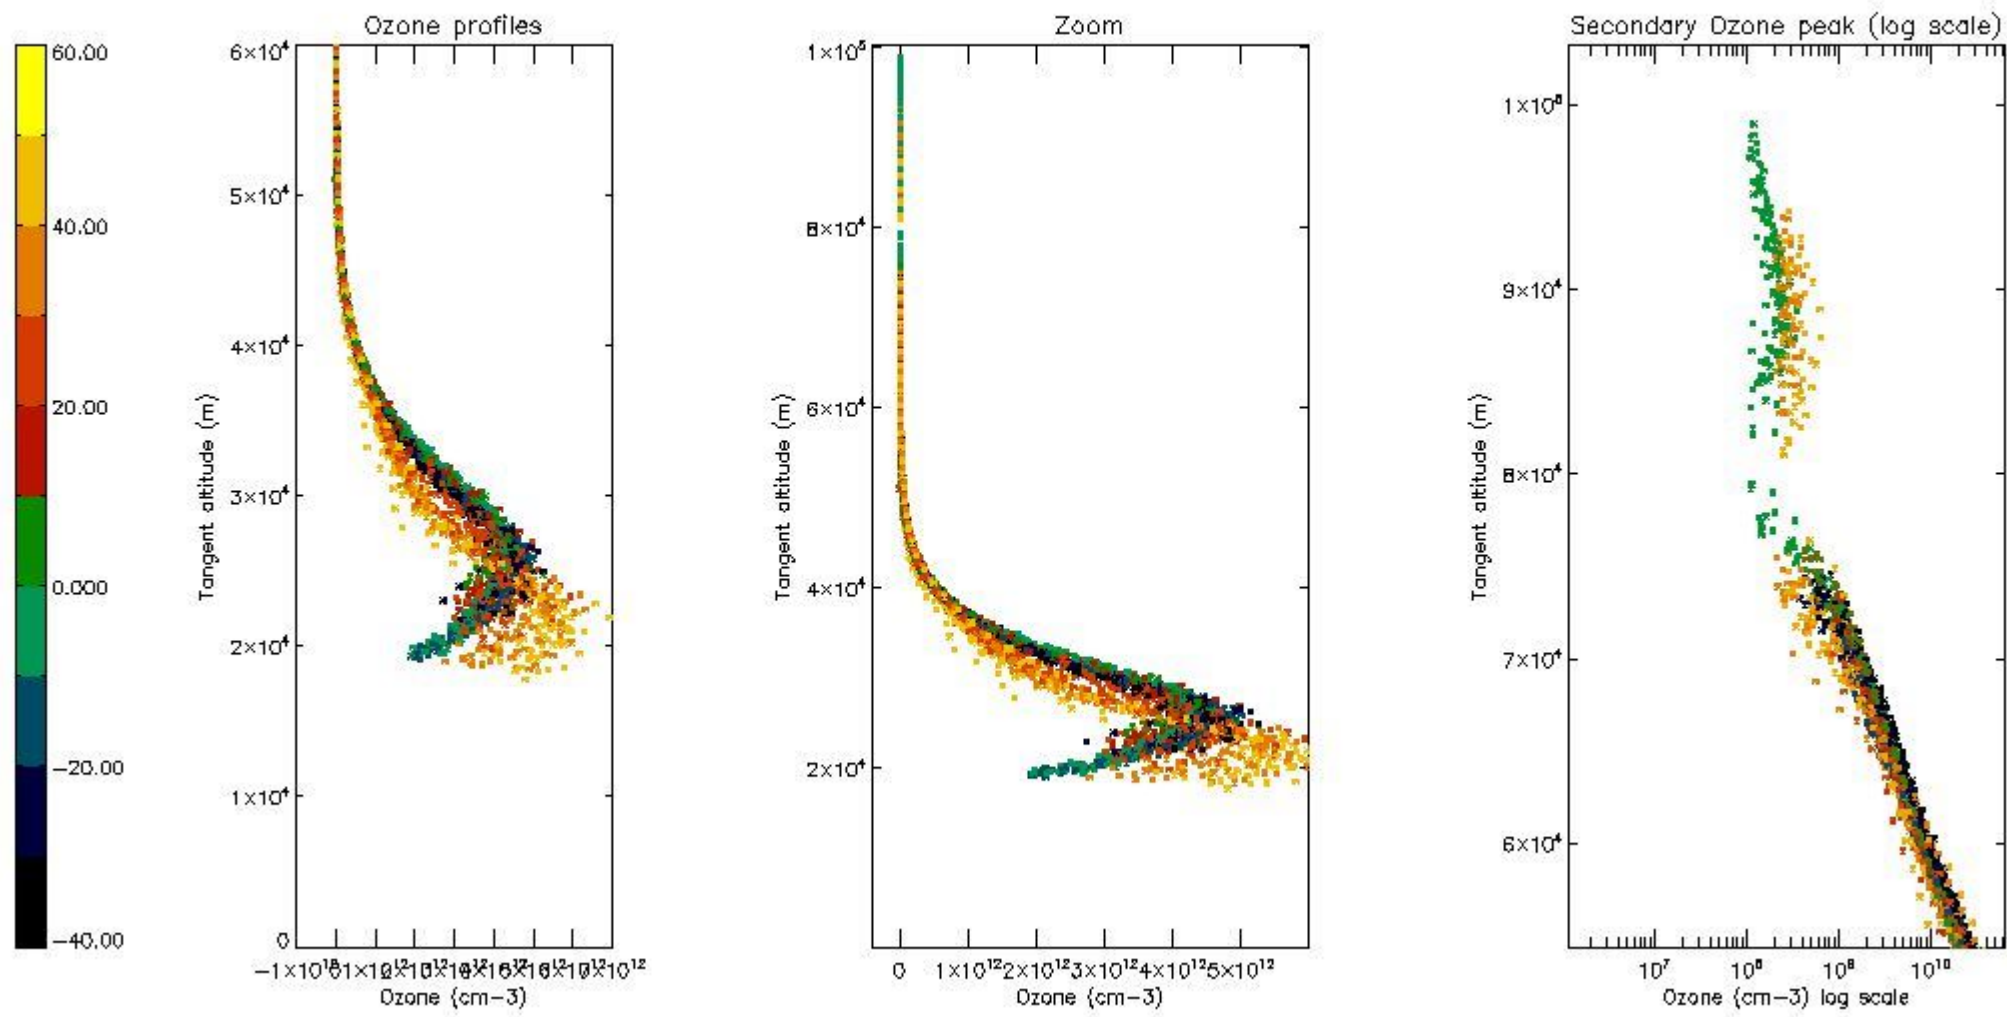 Ozone profiles
Zoom
Secondary Ozone peak (log scale)
60.00
40.00
20.00
0.000
−20.00
−40.00
Tangent altitude (m)
6×10⁴
5×10⁴
4×10⁴
3×10⁴
2×10⁴
1×10⁴
0
Ozone (cm−3)
Tangent altitude (m)
1×10⁵
8×10⁴
6×10⁴
4×10⁴
2×10⁴
0 1×10¹² 2×10¹² 3×10¹² 4×10¹² 5×10¹²
Ozone (cm−3)
Tangent altitude (m)
9×10⁴
8×10⁴
7×10⁴
6×10⁴
10⁷ 10⁸ 10⁹ 10¹⁰
Ozone (cm−3) log scale